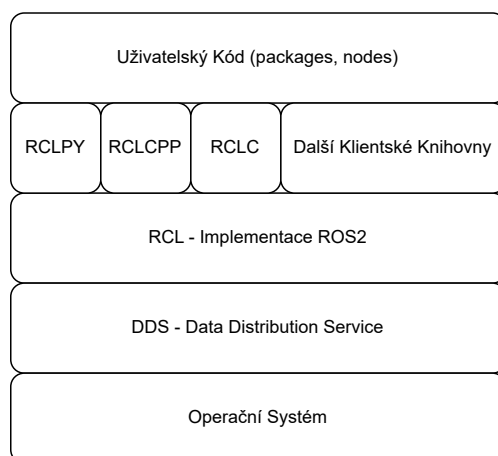 Uživatelský Kód (packages, nodes)
RCLPY RCLCPP RCLC Další Klientské Knihovny
RCL - Implementace ROS2
DDS - Data Distribution Service
Operační Systém